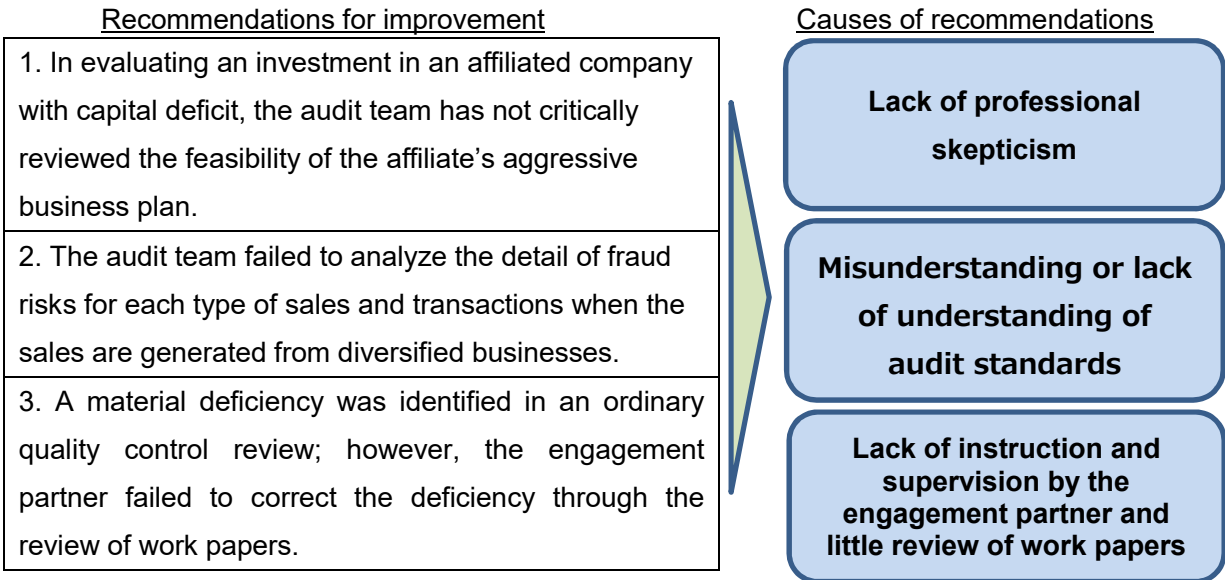 Recommendations for improvement
Causes of recommendations
1. In evaluating an investment in an affiliated company
with capital deficit, the audit team has not critically
reviewed the feasibility of the affiliate’s aggressive
business plan.
2. The audit team failed to analyze the detail of fraud
risks for each type of sales and transactions when the
sales are generated from diversified businesses.
3. A material deficiency was identified in an ordinary
quality control review; however, the engagement
partner failed to correct the deficiency through the
review of work papers.
Lack of professional
skepticism
Misunderstanding or lack
of understanding of
audit standards
Lack of instruction and
supervision by the
engagement partner and
little review of work papers